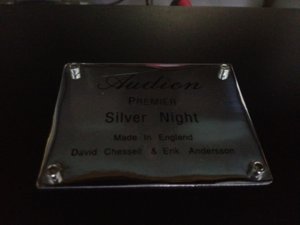 Audion
PREMIER
Silver Night
Made In England
David Chessell & Erik Andersson